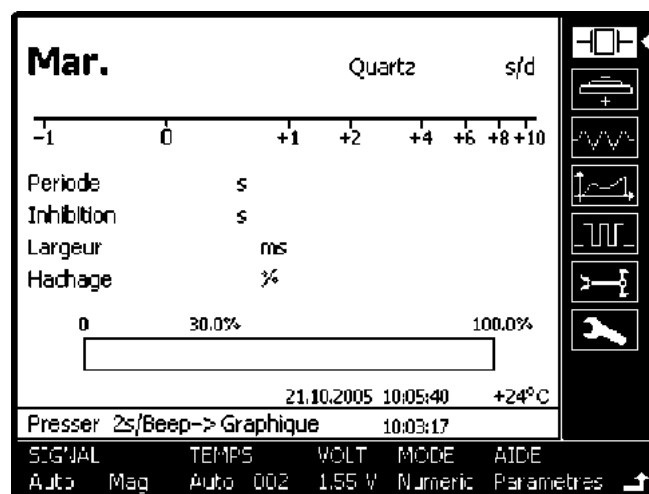 Mar. Quartz s/d
-1 0 +1 +2 +4 +6 +8 +10
Periode s
Inhibition s
Largeur ms
Hachage %
0 30.0% 100.0%
21.10.2005 10:05:40 +24°C
Presser 2s/Beep-> Graphique 10:03:17
SIGNAL TEMPS VOLT MODE AIDE
Auto Mag Auto 002 1.55 V Numeric Parametres